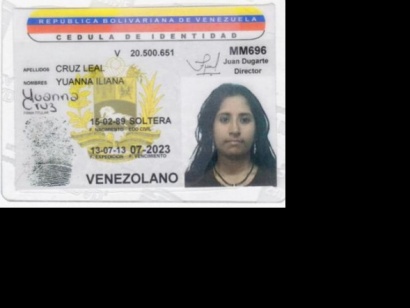 REPÚBLICA BOLIVARIANA DE VENEZUELA
CEDULA DE IDENTIDAD
V 20.500.651
MM696
Juan Dugarte
Director
APELLIDOS CRUZ LEAL
NOMBRES YUANNA ILIANA
Yuanna
Cruz
15-02-89 SOLTERA
F. NACIMIENTO EDO CIVIL
13-07-13 07-2023
F. EXPEDICION F. VENCIMIENTO
VENEZOLANO